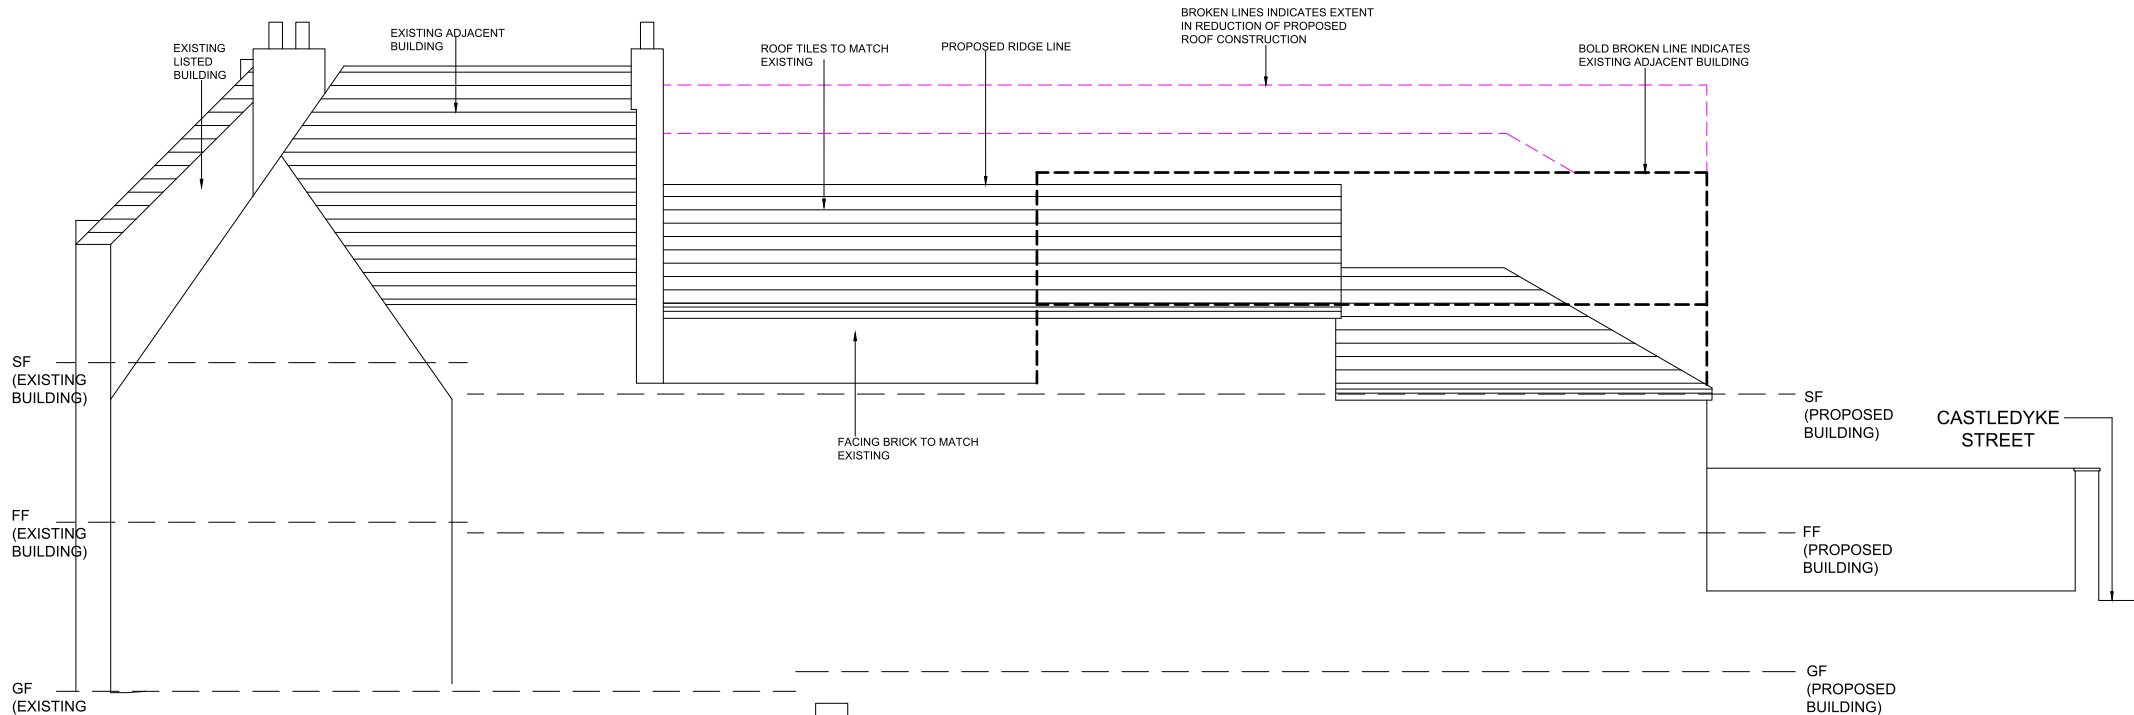 EXISTING
LISTED
BUILDING
EXISTING ADJACENT
BUILDING
ROOF TILES TO MATCH
EXISTING
PROPOSED RIDGE LINE
BROKEN LINES INDICATES EXTENT
IN REDUCTION OF PROPOSED
ROOF CONSTRUCTION
BOLD BROKEN LINE INDICATES
EXISTING ADJACENT BUILDING
SF
(EXISTING
BUILDING)
SF
(PROPOSED
BUILDING)
CASTLEDYKE
STREET
FACING BRICK TO MATCH
EXISTING
FF
(EXISTING
BUILDING)
FF
(PROPOSED
BUILDING)
GF
(EXISTING
GF
(PROPOSED
BUILDING)